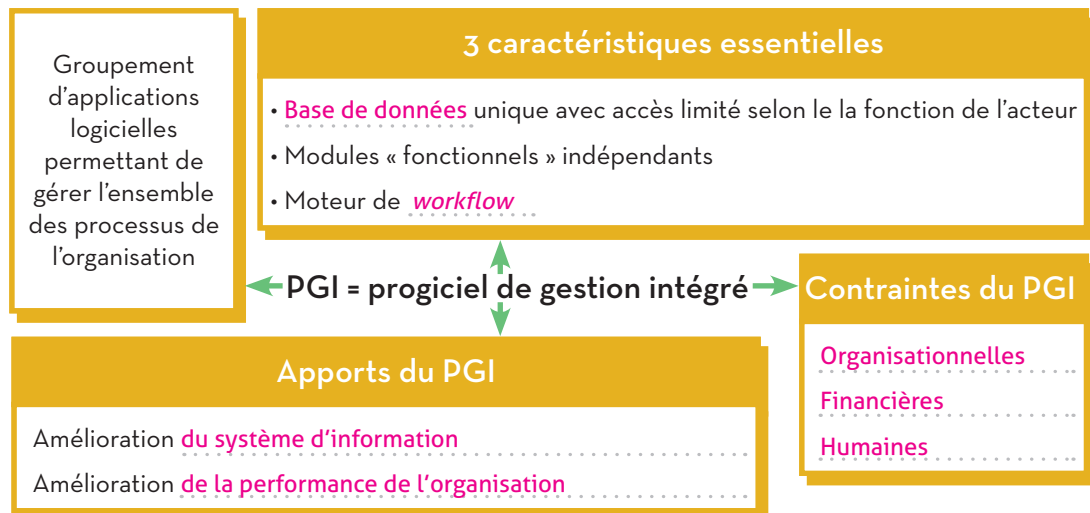 Groupement
d'applications
logicielles
permettant de
gérer l'ensemble
des processus de
l'organisation
3 caractéristiques essentielles
• Base de données unique avec accès limité selon le la fonction de l'acteur
• Modules « fonctionnels » indépendants
• Moteur de workflow
PGI = progiciel de gestion intégré
Contraintes du PGI
Organisationnelles
Financières
Humaines
Apports du PGI
Amélioration du système d'information
Amélioration de la performance de l'organisation